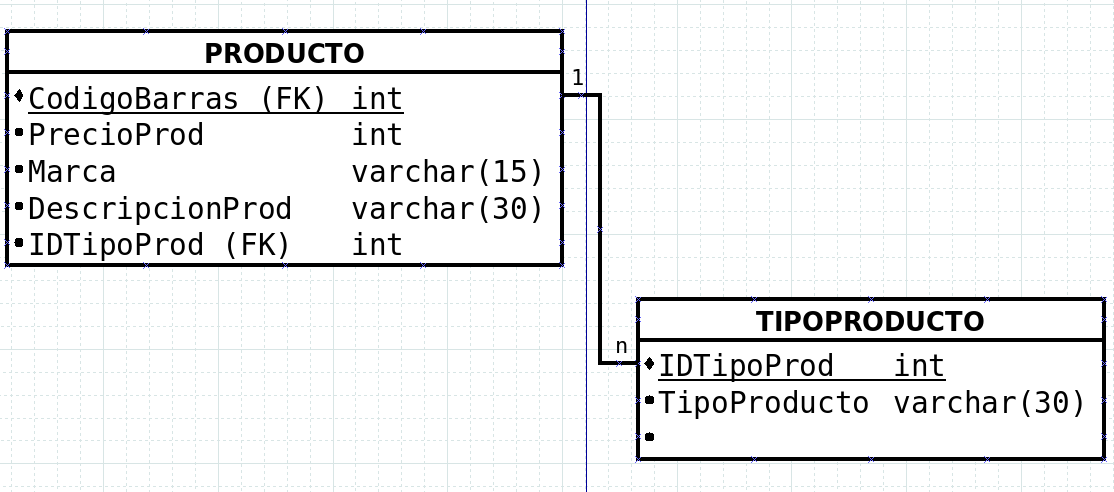 PRODUCTO
CodigoBarras (FK) int
PrecioProd int
Marca varchar(15)
DescripcionProd varchar(30)
IDTipoProd (FK) int
1
n
TIPOPRODUCTO
IDTipoProd int
TipoProducto varchar(30)